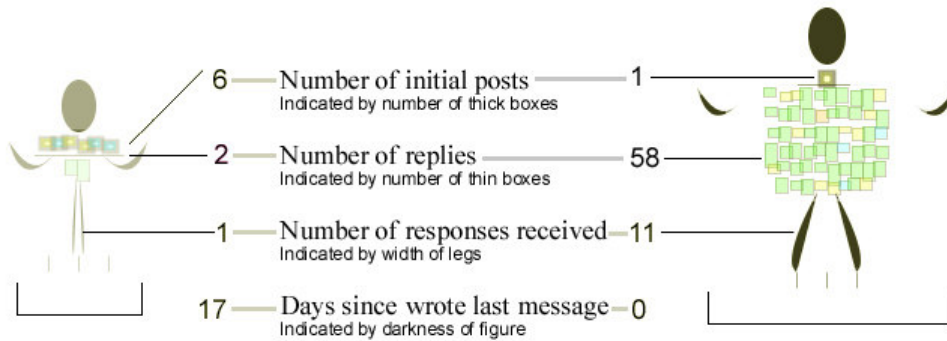 6 Number of initial posts 1
Indicated by number of thick boxes
2 Number of replies 58
Indicated by number of thin boxes
1 Number of responses received 11
Indicated by width of legs
17 Days since wrote last message 0
Indicated by darkness of figure